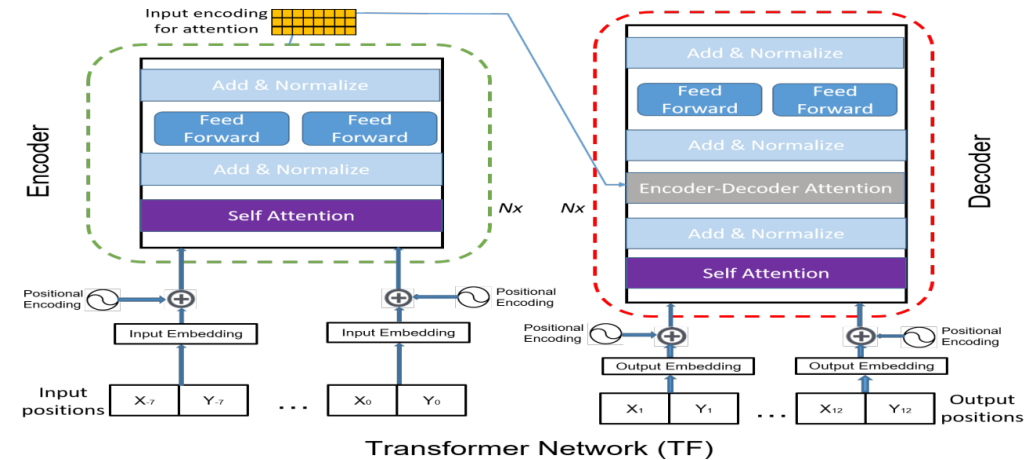 Input encoding
for attention
Encoder
Add & Normalize
Feed
Forward
Feed
Forward
Add & Normalize
Self Attention
Nx
Positional
Encoding
Input Embedding
Positional
Encoding
Input Embedding
Input
positions
X-7
Y-7
...
X0
Y0
Decoder
Add & Normalize
Feed
Forward
Feed
Forward
Add & Normalize
Encoder-Decoder Attention
Nx
Add & Normalize
Self Attention
Positional
Encoding
Output Embedding
Positional
Encoding
Output Embedding
X1
Y1
...
X12
Y12
Output
positions
Transformer Network (TF)